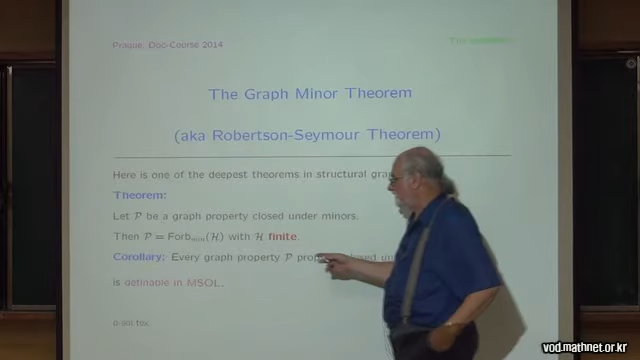 Prague, Doc-Course 2014
The Graph Minor Theorem
(aka Robertson-Seymour Theorem)
Here is one of the deepest theorems in structural
Theorem:
Let P be a graph property closed under minors.
Then P = Forb_min(H) with H finite.
Corollary: Every graph property P
is definable in MSOL.
vod.mathnet.or.kr